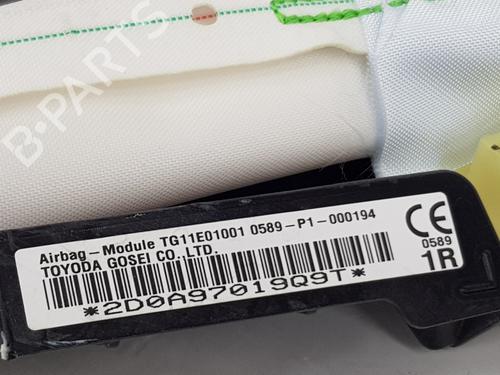 B-PARTS
Airbag-Module TG11E01001 0589-P1-000194
TOYODA GOSEI CO., LTD.
*2D0A97019Q9T*
CE
0589
1R